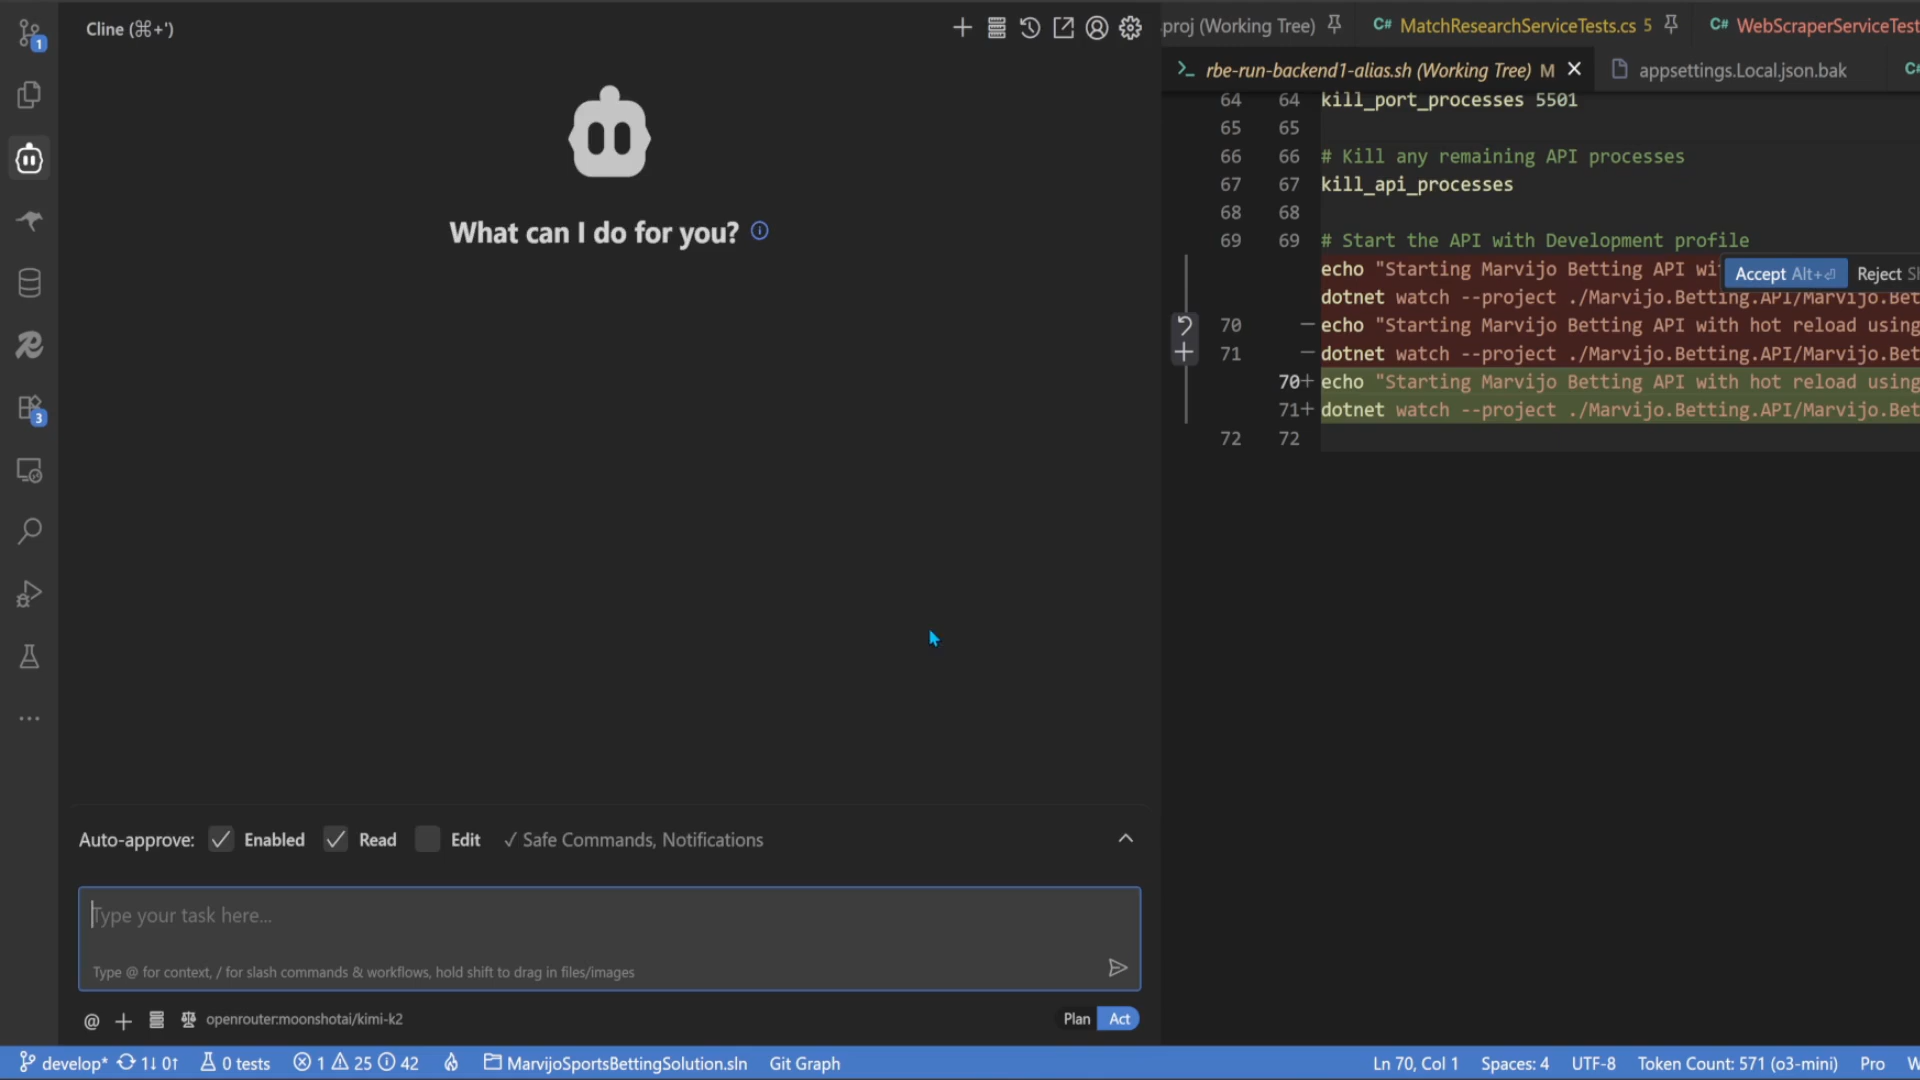 Cline (⌘+')
What can I do for you?
Auto-approve: Enabled Read Edit ✓ Safe Commands, Notifications
Type your task here...
Type @ for context, / for slash commands & workflows, hold shift to drag in files/images
@ openrouter:moonshotai/kimi-k2
Plan Act
1
3
proj (Working Tree) C# MatchResearchServiceTests.cs 5 C# WebScraperServiceTest
rbe-run-backend1-alias.sh (Working Tree) M appsettings.Local.json.bak
64 64 kill_port_processes 5501
65 65
66 66 # Kill any remaining API processes
67 67 kill_api_processes
68 68
69 69 # Start the API with Development profile
echo "Starting Marvijo Betting API wi
Accept Alt+⏎ Reject
dotnet watch --project ./Marvijo.Betting.API/Marvijo.Bet
70 − echo "Starting Marvijo Betting API with hot reload using
71 − dotnet watch --project ./Marvijo.Betting.API/Marvijo.Bet
70+ echo "Starting Marvijo Betting API with hot reload using
71+ dotnet watch --project ./Marvijo.Betting.API/Marvijo.Bet
72 72
develop* 1↓ 0↑ 0 tests 1 25 42 MarvijoSportsBettingSolution.sln Git Graph Ln 70, Col 1 Spaces: 4 UTF-8 Token Count: 571 (o3-mini) Pro